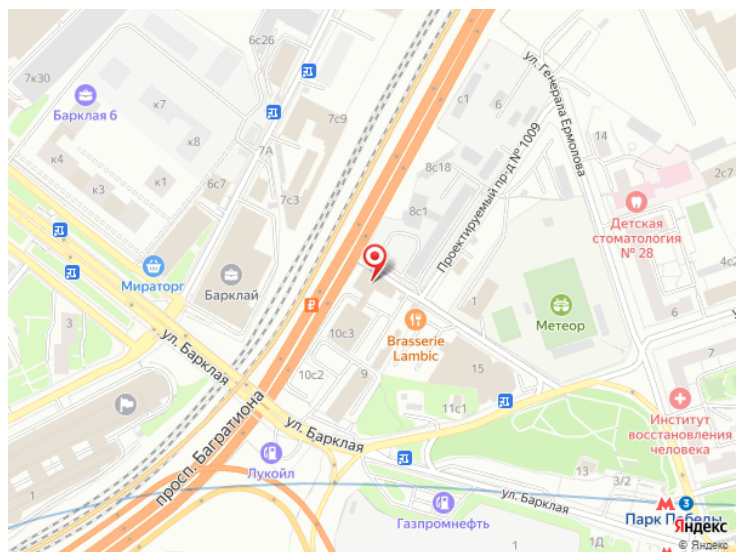 6с26
7к30
Барклая 6
к7
7с9
к8
7А
к4
к3
к1
6с7
7с3
с1
6
ул. Генерала Ермолова
14
2с7
8с18
Проектируемый пр-д № 1009
8с1
Детская
стоматология
№ 28
4с2
Мираторг
Барклай
3
ул. Барклая
₽
10с3
Brasserie
Lambic
1
Метеор
7
6
10с2
9
15
11с1
Институт
восстановления
человека
просп. Багратиона
ул. Барклая
Лукойл
1
13
3/2
ул. Барклая
Газпромнефть
3
Парк Победы
1Д
Яндекс
© Яндекс